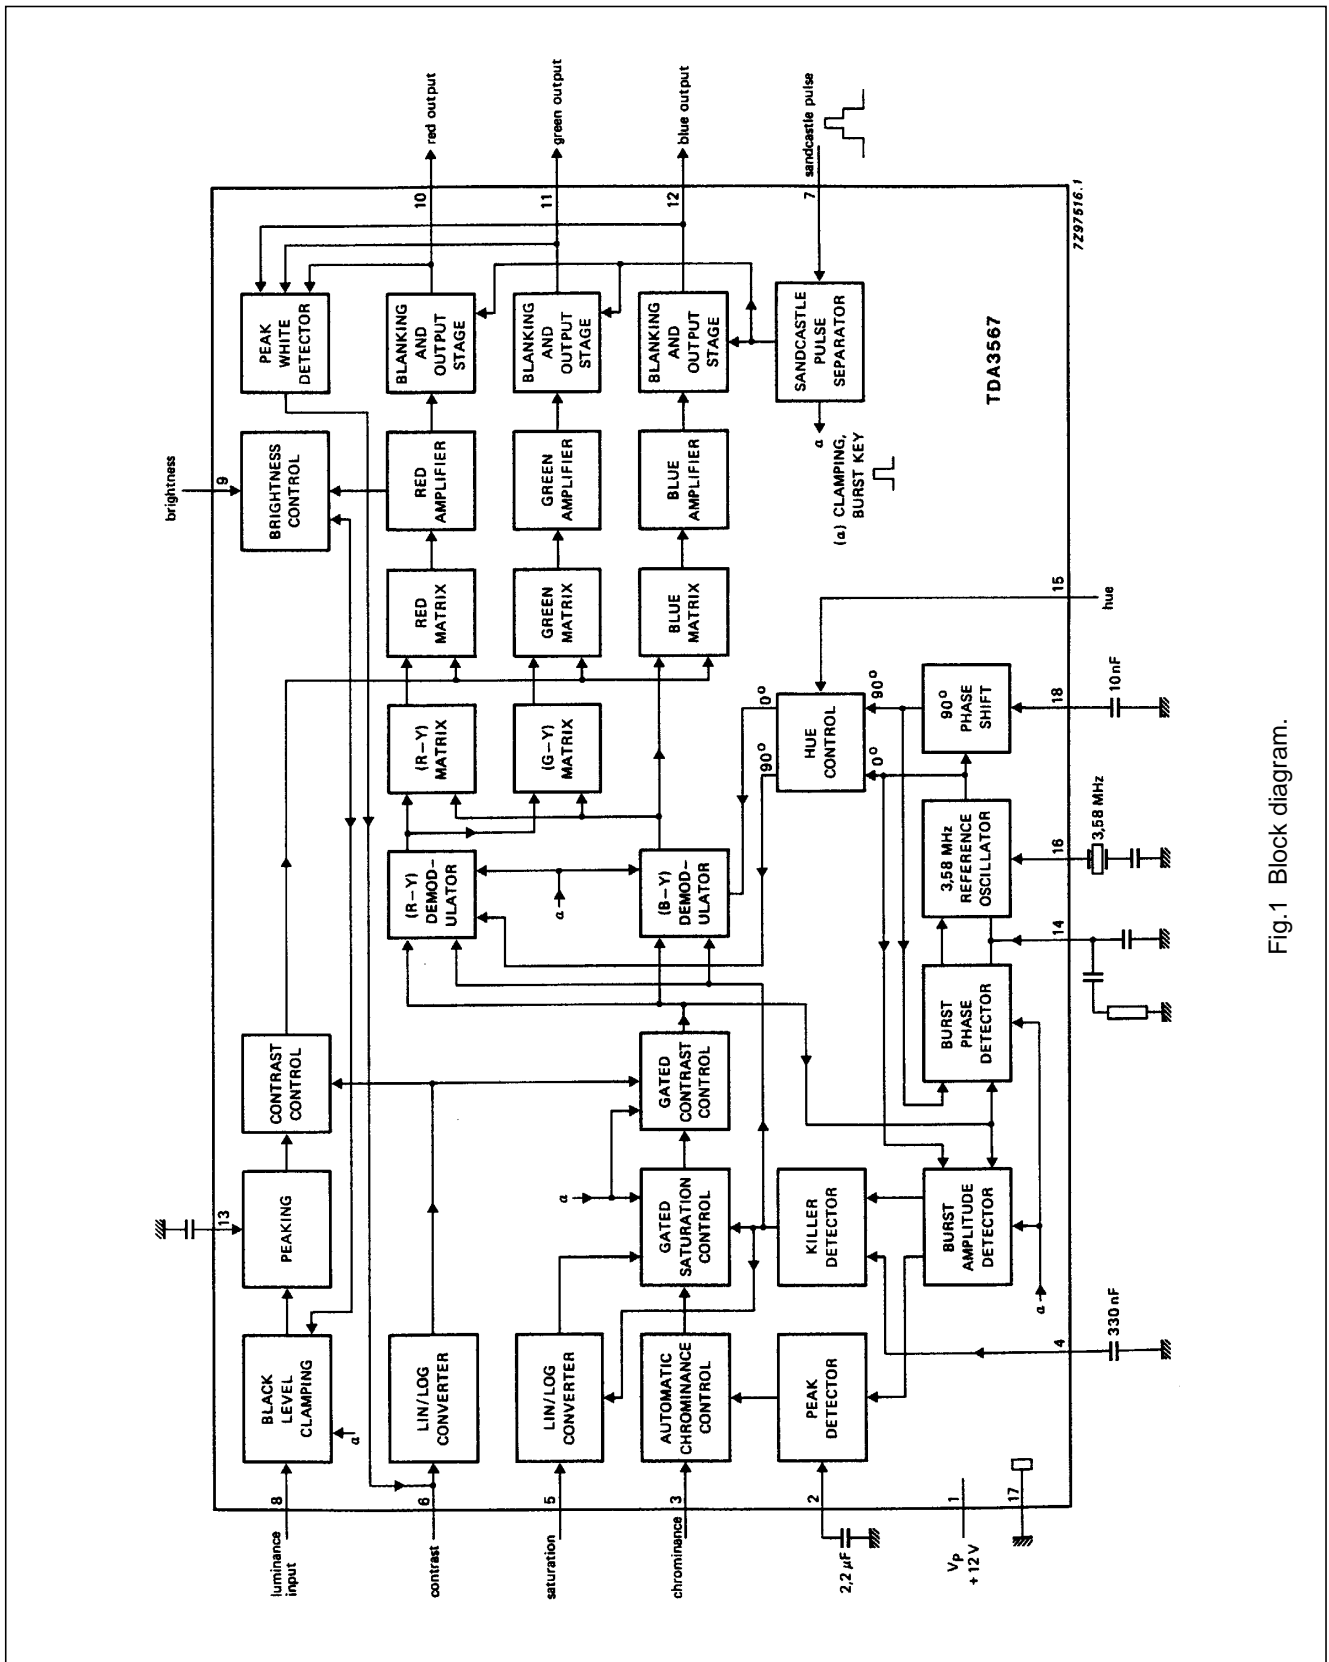 luminance
input
8
BLACK
LEVEL
CLAMPING
a
PEAKING
13
CONTRAST
CONTROL
brightness
9
BRIGHTNESS
CONTROL
PEAK
WHITE
DETECTOR
contrast
6
LIN/LOG
CONVERTER
(R–Y)
DEMOD–
ULATOR
(R–Y)
MATRIX
RED
MATRIX
RED
AMPLIFIER
BLANKING
AND
OUTPUT
STAGE
10
red output
saturation
5
LIN/LOG
CONVERTER
a
a
(G–Y)
MATRIX
GREEN
MATRIX
GREEN
AMPLIFIER
BLANKING
AND
OUTPUT
STAGE
11
green output
chrominance
3
AUTOMATIC
CHROMINANCE
CONTROL
GATED
SATURATION
CONTROL
GATED
CONTRAST
CONTROL
(B–Y)
DEMOD–
ULATOR
BLUE
MATRIX
BLUE
AMPLIFIER
BLANKING
AND
OUTPUT
STAGE
12
blue output
2,2 µF
2
PEAK
DETECTOR
KILLER
DETECTOR
90°
0°
HUE
CONTROL
0°
90°
a
(a) CLAMPING,
BURST KEY
SANDCASTLE
PULSE
SEPARATOR
7
sandcastle pulse
VP
+ 12 V
1
BURST
AMPLITUDE
DETECTOR
BURST
PHASE
DETECTOR
3,58 MHz
REFERENCE
OSCILLATOR
90°
PHASE
SHIFT
TDA3567
17
a
4
330 nF
14
16
3,58 MHz
18
10 nF
15
hue
7Z97516.1
Fig.1 Block diagram.